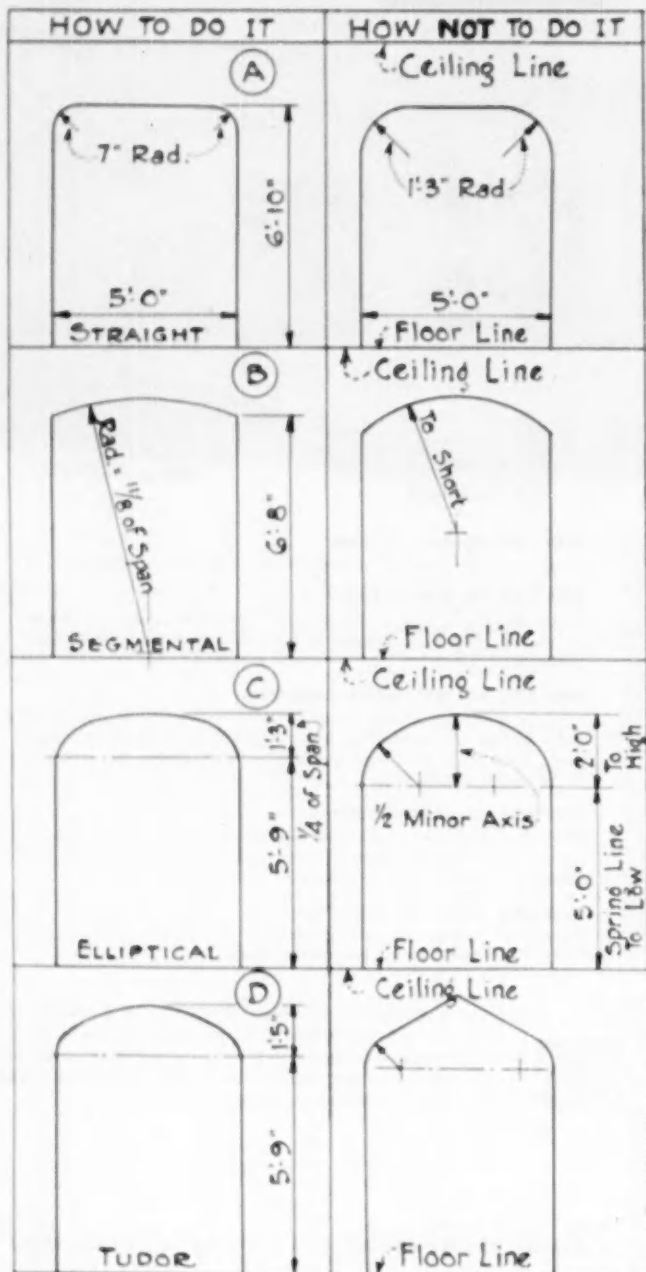 HOW TO DO IT
HOW NOT TO DO IT
A
Ceiling Line
7" Rad.
6'-10"
5'-0"
STRAIGHT
1'-3" Rad.
5'-0"
Floor Line
B
Ceiling Line
Rad. = 11/8 of Span
6'-8"
SEGMENTAL
To Short
Floor Line
C
Ceiling Line
1'-3"
1/4 of Span
5'-9"
ELLIPTICAL
2'-0"
To High
1/2 Minor Axis
5'-0"
Spring Line
To Low
Floor Line
D
Ceiling Line
1'-5"
5'-9"
TUDOR
Floor Line